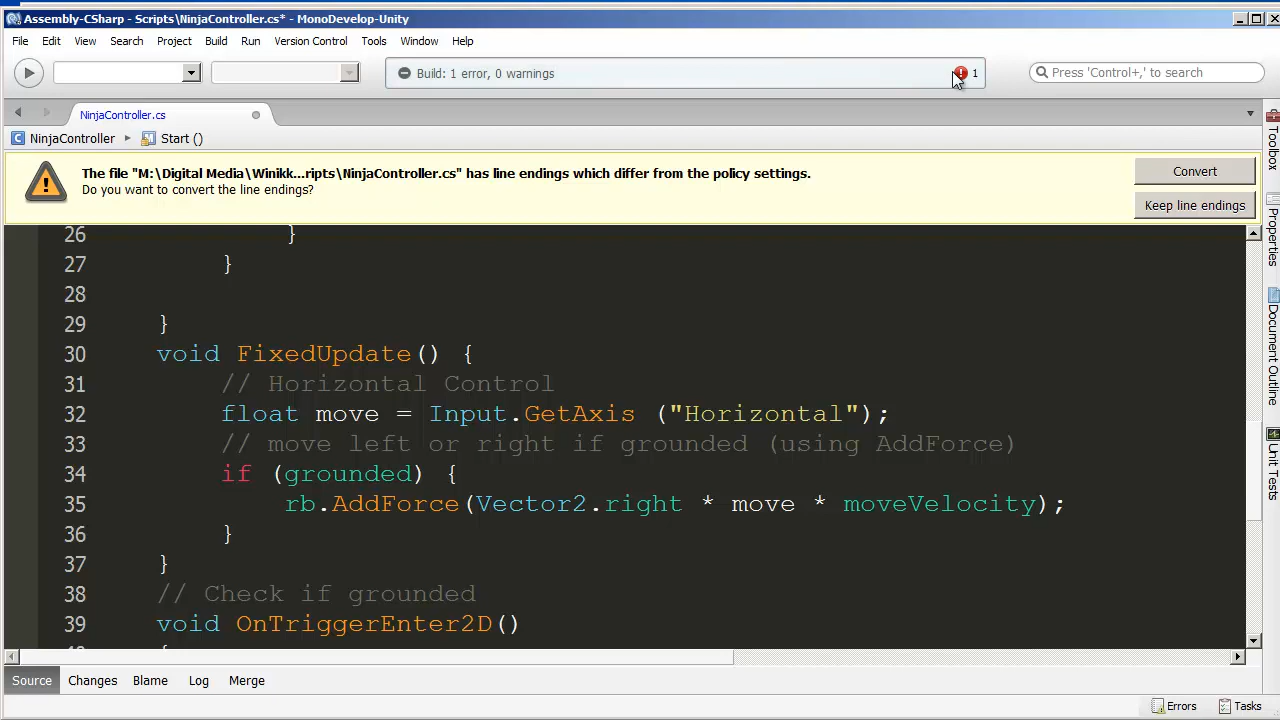 Assembly-CSharp - Scripts\NinjaController.cs* - MonoDevelop-Unity
File Edit View Search Project Build Run Version Control Tools Window Help
Build: 1 error, 0 warnings 1 Press 'Control+,' to search
NinjaController.cs
NinjaController Start ()
The file "M:\Digital Media\Winikk...ripts\NinjaController.cs" has line endings which differ from the policy settings.
Do you want to convert the line endings?
Convert
Keep line endings
26 }
27 }
28
29 }
30 void FixedUpdate() {
31 // Horizontal Control
32 float move = Input.GetAxis ("Horizontal");
33 // move left or right if grounded (using AddForce)
34 if (grounded) {
35 rb.AddForce(Vector2.right * move * moveVelocity);
36 }
37 }
38 // Check if grounded
39 void OnTriggerEnter2D()
Toolbox
Properties
Document Outline
Unit Tests
Source Changes Blame Log Merge
Errors Tasks